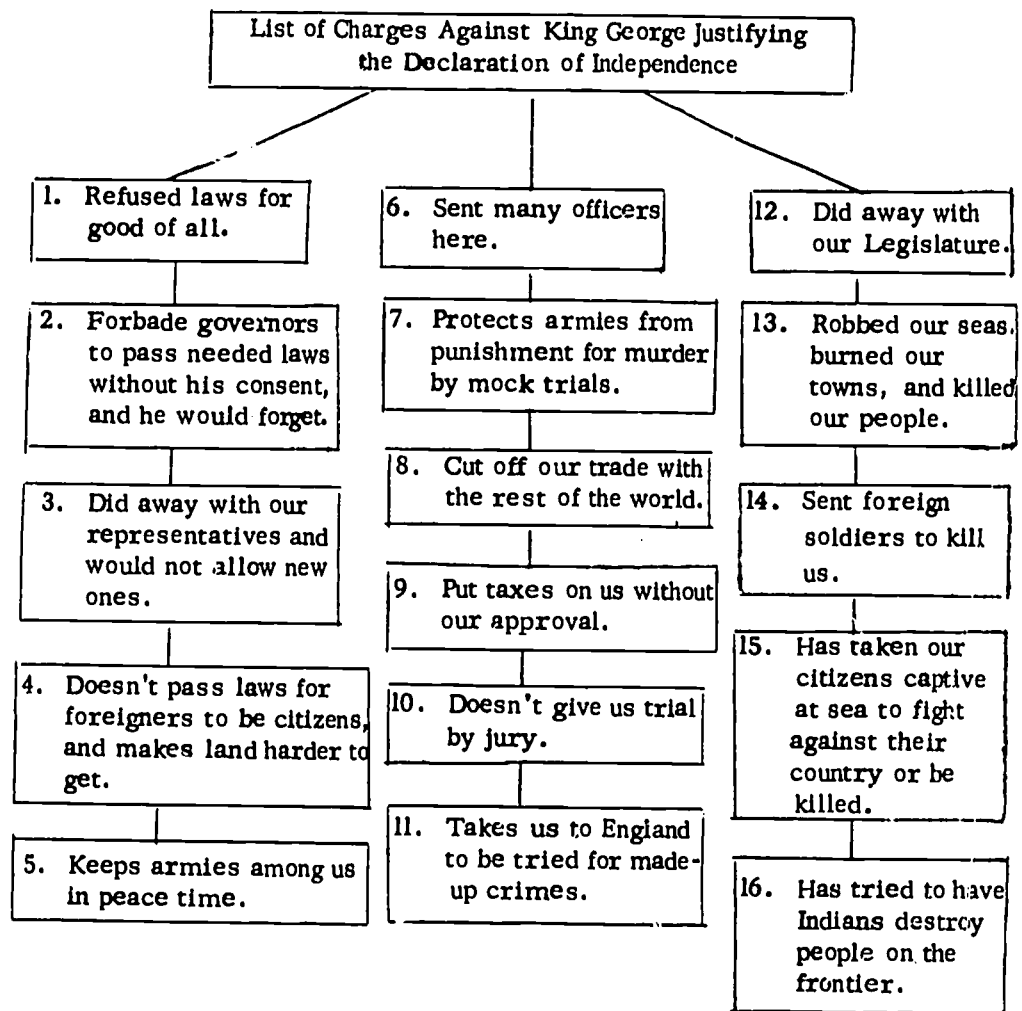 List of Charges Against King George Justifying
the Declaration of Independence
1. Refused laws for
good of all.
2. Forbade governors
to pass needed laws
without his consent,
and he would forget.
3. Did away with our
representatives and
would not allow new
ones.
4. Doesn't pass laws for
foreigners to be citizens,
and makes land harder to
get.
5. Keeps armies among us
in peace time.
6. Sent many officers
here.
7. Protects armies from
punishment for murder
by mock trials.
8. Cut off our trade with
the rest of the world.
9. Put taxes on us without
our approval.
10. Doesn't give us trial
by jury.
11. Takes us to England
to be tried for made-
up crimes.
12. Did away with
our Legislature.
13. Robbed our seas,
burned our
towns, and killed
our people.
14. Sent foreign
soldiers to kill
us.
15. Has taken our
citizens captive
at sea to fight
against their
country or be
killed.
16. Has tried to have
Indians destroy
people on the
frontier.